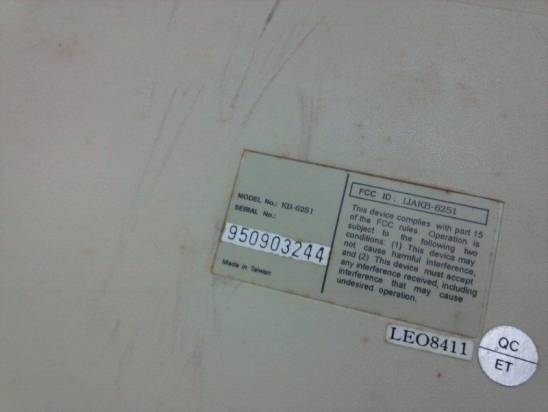 MODEL No.: KB-6251
SERIAL No.:
950903244
Made in Taiwan
FCC ID: IJAKB-6251
This device complies with part 15
of the FCC rules. Operation is
subject to the following two
conditions: (1) This device may
not cause harmful interference,
and (2) This device must accept
any interference received, including
interference that may cause
undesired operation.
LEO8411
QC
ET